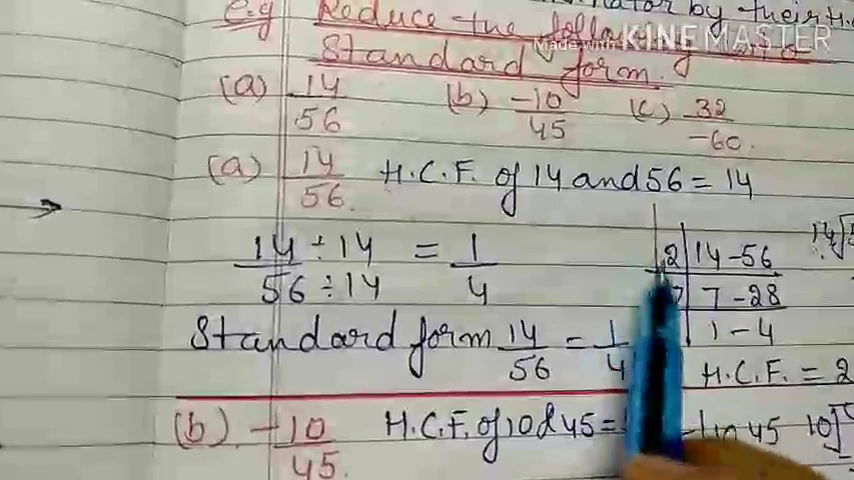 e.g Reduce the following
Made with KINEMASTER
Standard form.
(a) 14/56 (b) -10/45 (c) 32/-60.
(a) 14/56. H.C.F. of 14 and 56 = 14
14 ÷ 14 / 56 ÷ 14 = 1/4
2 | 14 - 56
7 | 7 - 28
1 - 4
Standard form 14/56 = 1/4
H.C.F. = 2
(b) -10/45. H.C.F. of 10 & 45 =